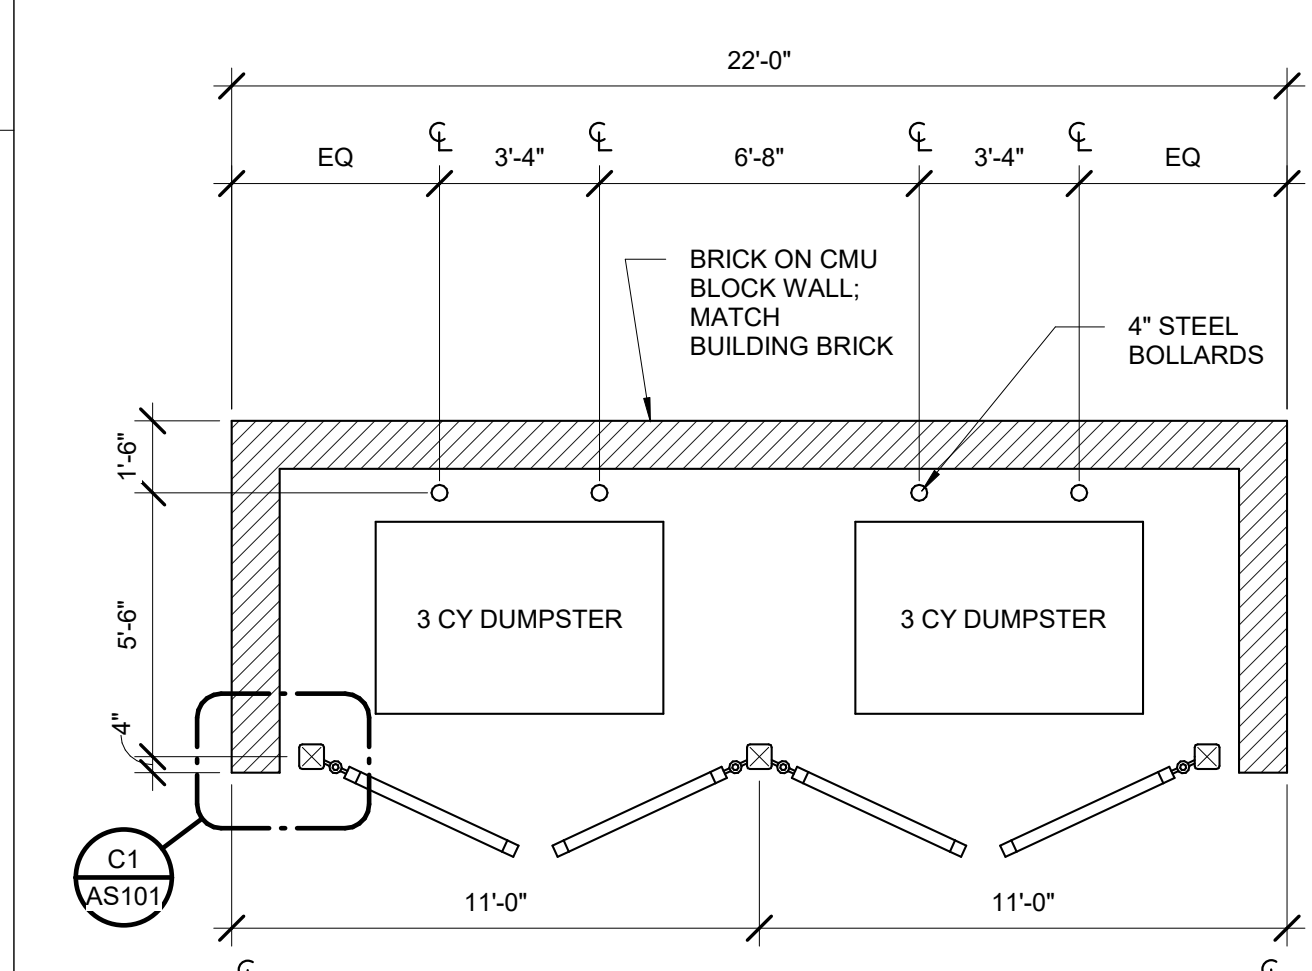 22'-0"
EQ
3'-4"
6'-8"
3'-4"
EQ
BRICK ON CMU
BLOCK WALL;
MATCH
BUILDING BRICK
4" STEEL
BOLLARDS
1'-6"
5'-6"
4"
3 CY DUMPSTER
3 CY DUMPSTER
C1
AS101
11'-0"
11'-0"